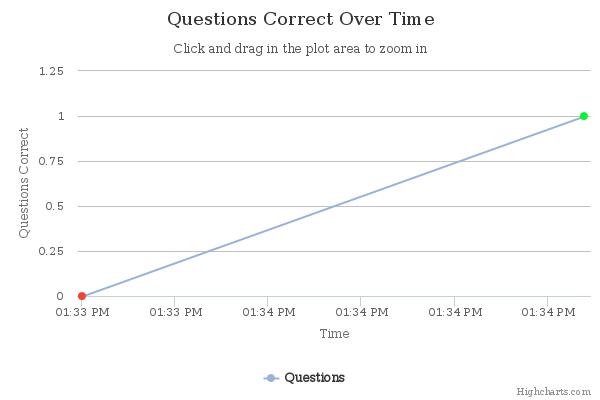 Questions Correct Over Time
Click and drag in the plot area to zoom in
Questions Correct
1.25
1
0.75
0.5
0.25
0
01:33 PM 01:33 PM 01:34 PM 01:34 PM 01:34 PM 01:34 PM
Time
Questions
Highcharts.com